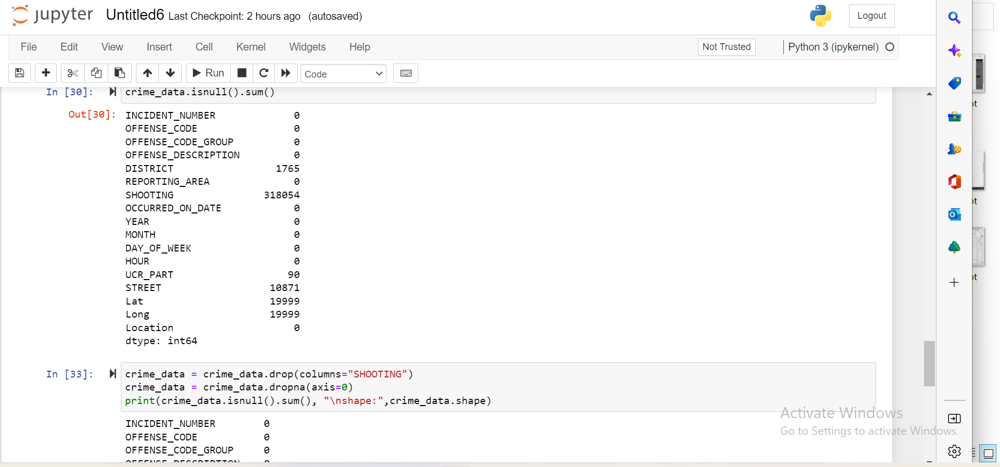 jupyter Untitled6 Last Checkpoint: 2 hours ago (autosaved) Logout
File Edit View Insert Cell Kernel Widgets Help Not Trusted Python 3 (ipykernel)
Run Code
In [30]: crime_data.isnull().sum()
Out[30]: INCIDENT_NUMBER 0
OFFENSE_CODE 0
OFFENSE_CODE_GROUP 0
OFFENSE_DESCRIPTION 0
DISTRICT 1765
REPORTING_AREA 0
SHOOTING 318054
OCCURRED_ON_DATE 0
YEAR 0
MONTH 0
DAY_OF_WEEK 0
HOUR 0
UCR_PART 90
STREET 10871
Lat 19999
Long 19999
Location 0
dtype: int64
In [33]: crime_data = crime_data.drop(columns="SHOOTING")
crime_data = crime_data.dropna(axis=0)
print(crime_data.isnull().sum(), "\nshape:",crime_data.shape)
INCIDENT_NUMBER 0
OFFENSE_CODE 0
OFFENSE_CODE_GROUP 0
OFFENSE_DESCRIPTION 0
Activate Windows
Go to Settings to activate Windows.